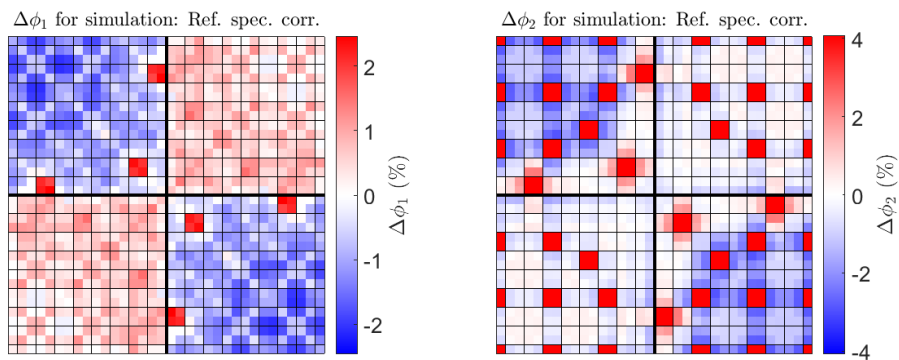 Δϕ₁ for simulation: Ref. spec. corr.
2
1
0
-1
-2
Δϕ₁ (%)
Δϕ₂ for simulation: Ref. spec. corr.
4
2
0
-2
-4
Δϕ₂ (%)